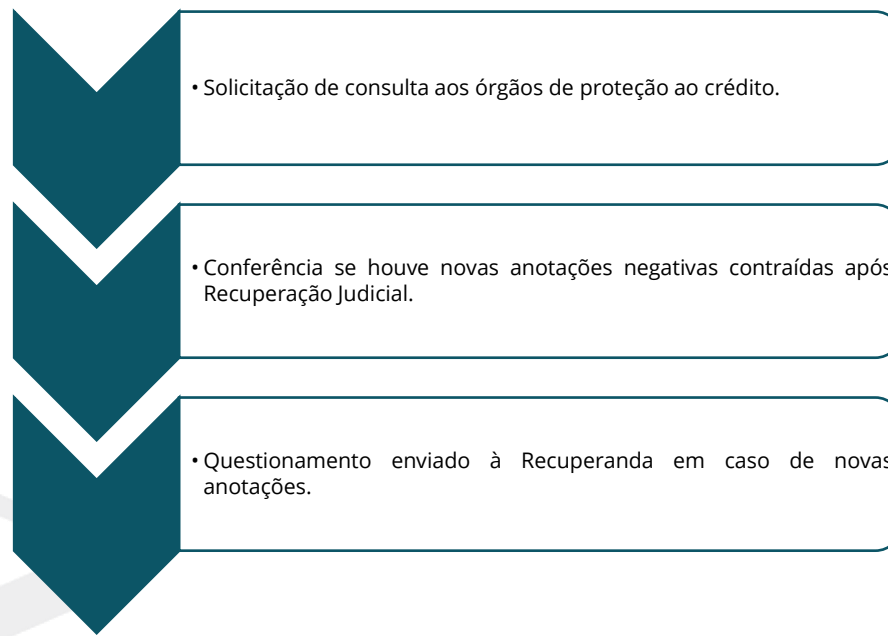 • Solicitação de consulta aos órgãos de proteção ao crédito.
• Conferência se houve novas anotações negativas contraídas após
Recuperação Judicial.
• Questionamento enviado à Recuperanda em caso de novas
anotações.